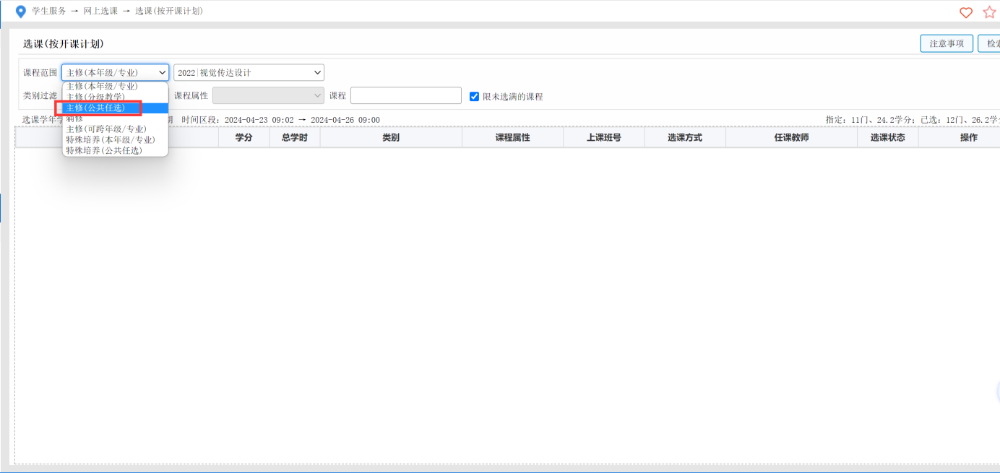 学生服务 → 网上选课 → 选课(按开课计划)
选课(按开课计划)
注意事项
课程范围 主修(本年级/专业) 2022|视觉传达设计
主修(本年级/专业)
主修(分级教学)
主修(公共任选)
辅修
主修(可跨年级/专业)
特殊培养(本年级/专业)
特殊培养(公共任选)
类别过滤 课程属性 课程 限未选满的课程
选课学年学 期 时间区段: 2024-04-23 09:02 → 2024-04-26 09:00 指定: 11门、24.2学分; 已选: 12门、26.2学
学分 总学时 类别 课程属性 上课班号 选课方式 任课教师 选课状态 操作